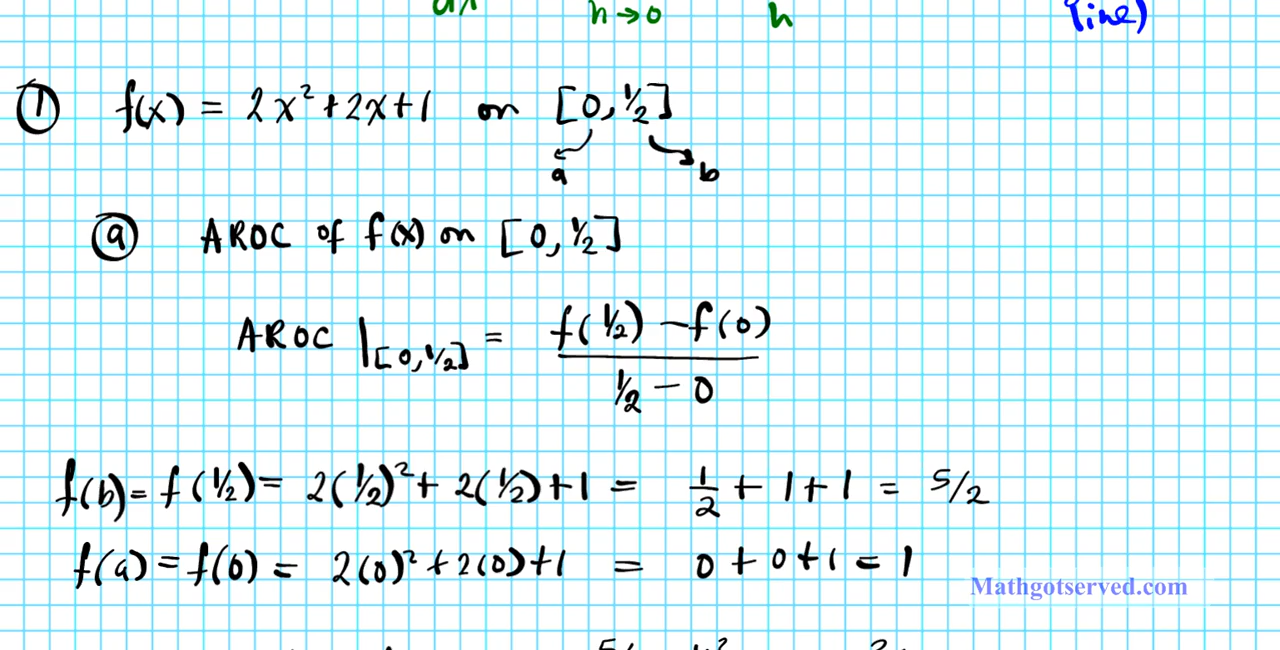 h→0 h line)
① f(x) = 2x²+2x+1 on [0,½]
a b
ⓐ AROC of f(x) on [0,½]
AROC |[0,½] = f(½) – f(0)
½ – 0
f(b) = f(½) = 2(½)²+ 2(½)+1 = 1/2 + 1+1 = 5/2
f(a) = f(0) = 2(0)²+2(0)+1 = 0 + 0+1 = 1
Mathgotserved.com